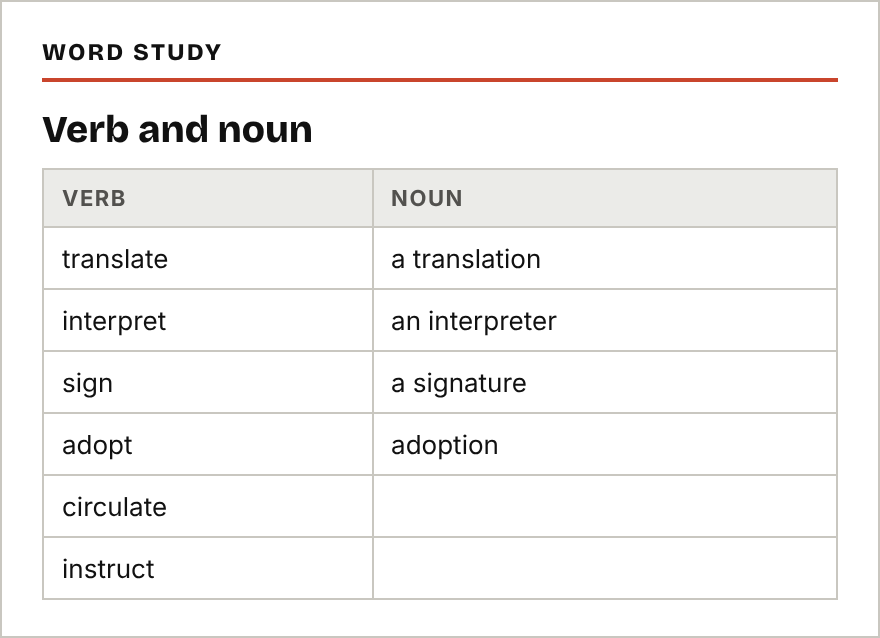 WORD STUDY
Verb and noun
VERB NOUN
translate a translation
interpret an interpreter
sign a signature
adopt adoption
circulate
instruct